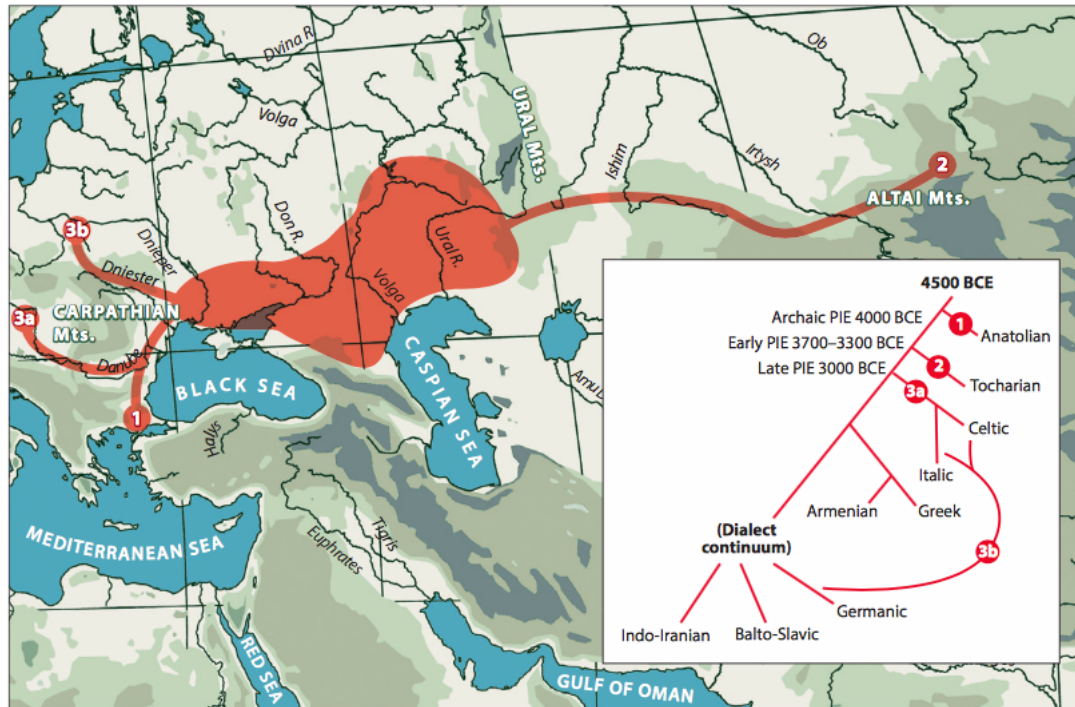 Dvina R.
Ob
Volga
URAL Mts.
Ishim
Irtysh
2
ALTAI Mts.
3b
Dnieper
Don R.
Ural R.
Dniester
Volga
3a
CARPATHIAN
Mts.
Danube
1
BLACK SEA
CASPIAN SEA
Halys
MEDITERRANEAN SEA
Tigris
Euphrates
RED SEA
GULF OF OMAN
4500 BCE
Archaic PIE 4000 BCE
1
Anatolian
Early PIE 3700–3300 BCE
2
Late PIE 3000 BCE
Tocharian
3a
Celtic
Italic
Armenian
Greek
(Dialect
continuum)
3b
Germanic
Indo-Iranian
Balto-Slavic